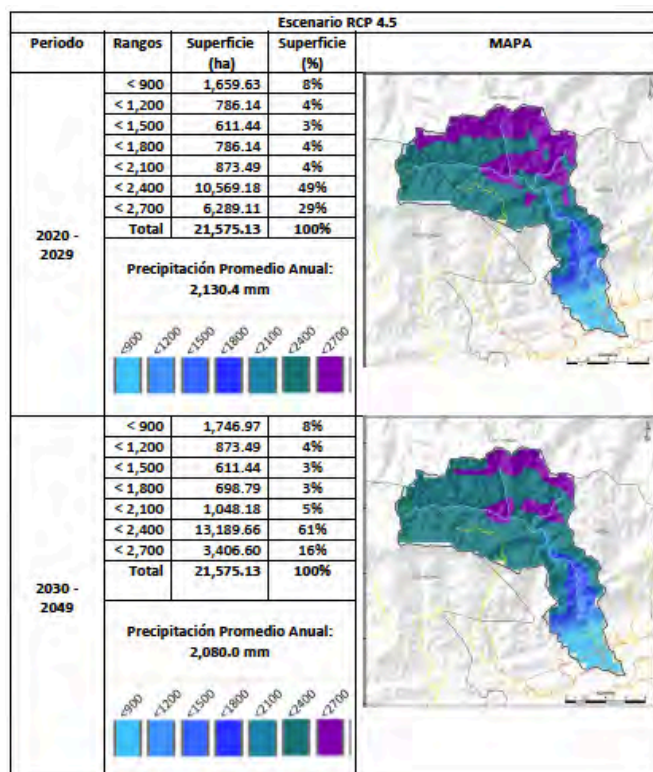 Escenario RCP 4.5
Periodo Rangos Superficie (ha) Superficie (%) MAPA
2020 - 2029
< 900 1,659.63 8%
< 1,200 786.14 4%
< 1,500 611.44 3%
< 1,800 786.14 4%
< 2,100 873.49 4%
< 2,400 10,569.18 49%
< 2,700 6,289.11 29%
Total 21,575.13 100%
Precipitación Promedio Anual:
2,130.4 mm
<900 <1200 <1500 <1800 <2100 <2400 <2700
2030 - 2049
< 900 1,746.97 8%
< 1,200 873.49 4%
< 1,500 611.44 3%
< 1,800 698.79 3%
< 2,100 1,048.18 5%
< 2,400 13,189.66 61%
< 2,700 3,406.60 16%
Total 21,575.13 100%
Precipitación Promedio Anual:
2,080.0 mm
<900 <1200 <1500 <1800 <2100 <2400 <2700